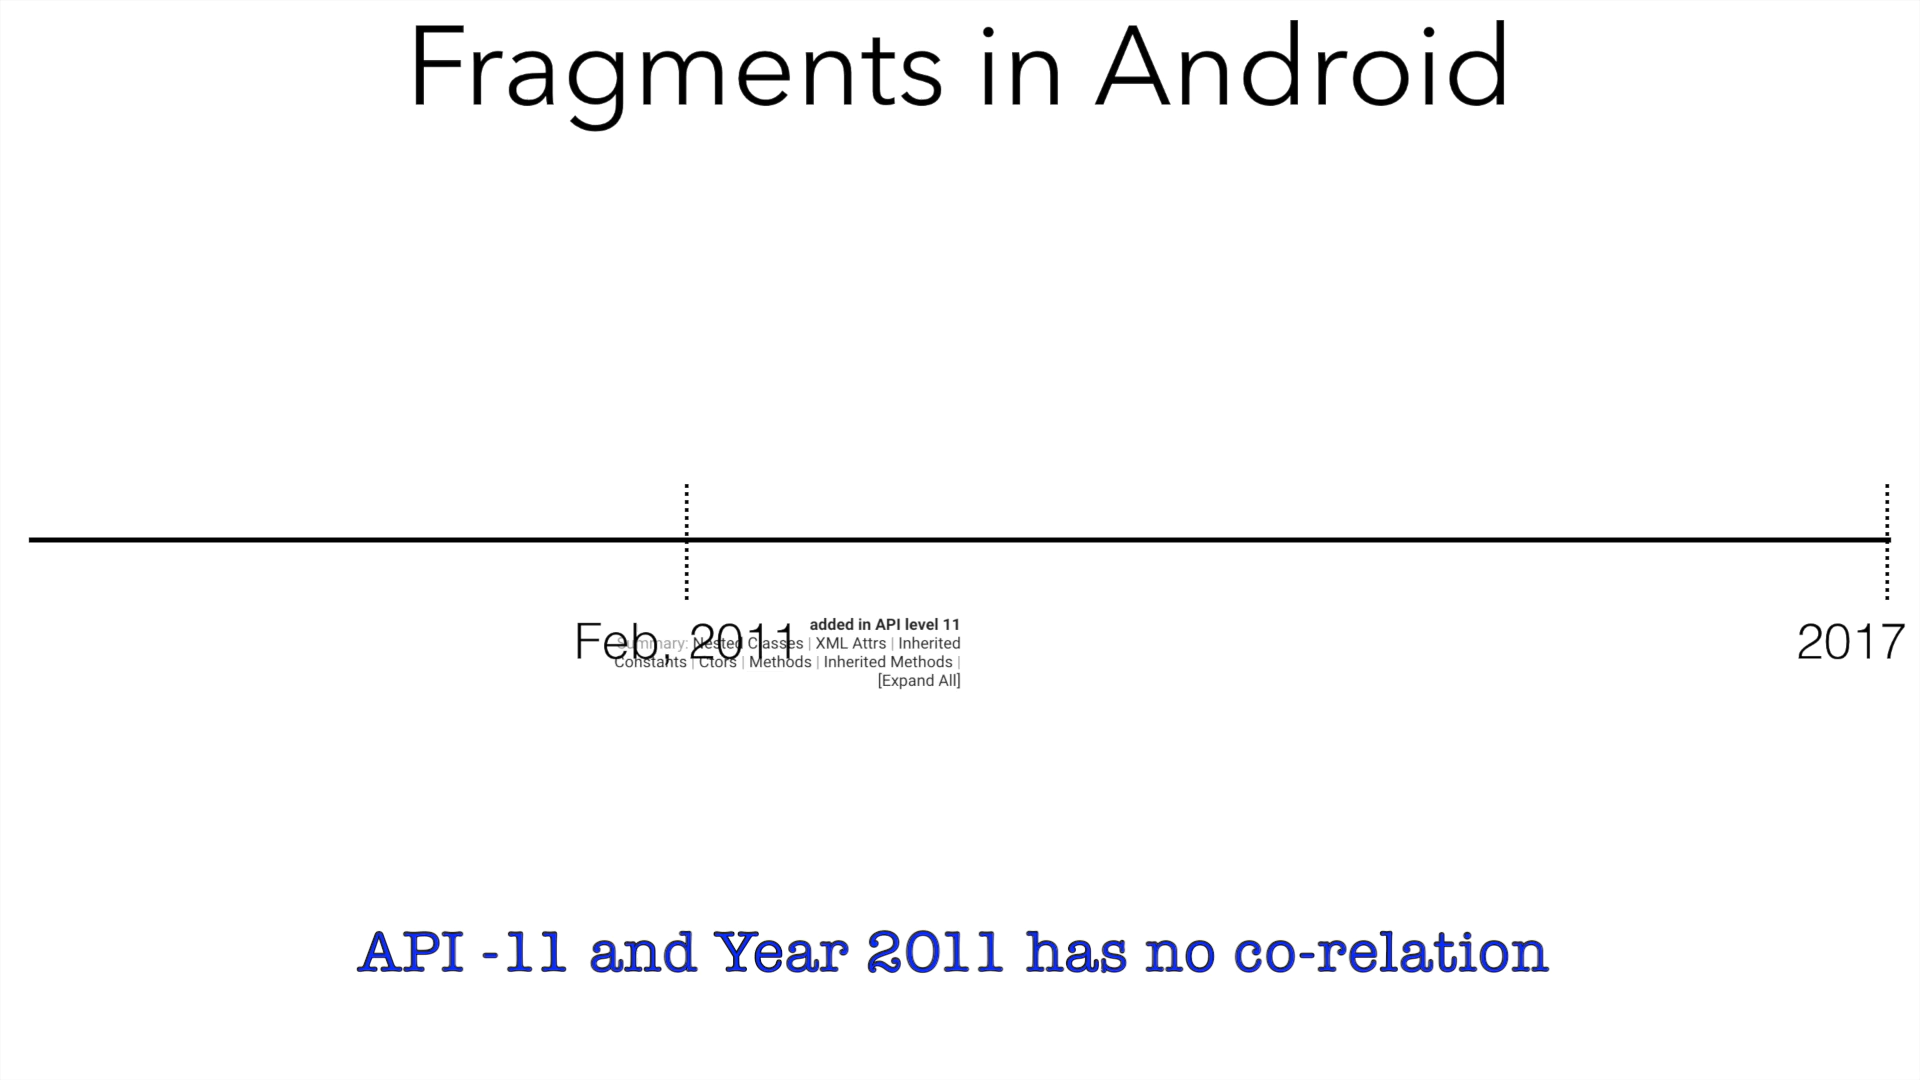 Fragments in Android
Feb, 2011
added in API level 11
Summary: Nested Classes | XML Attrs | Inherited
Constants | Ctors | Methods | Inherited Methods |
[Expand All]
2017
API -11 and Year 2011 has no co-relation